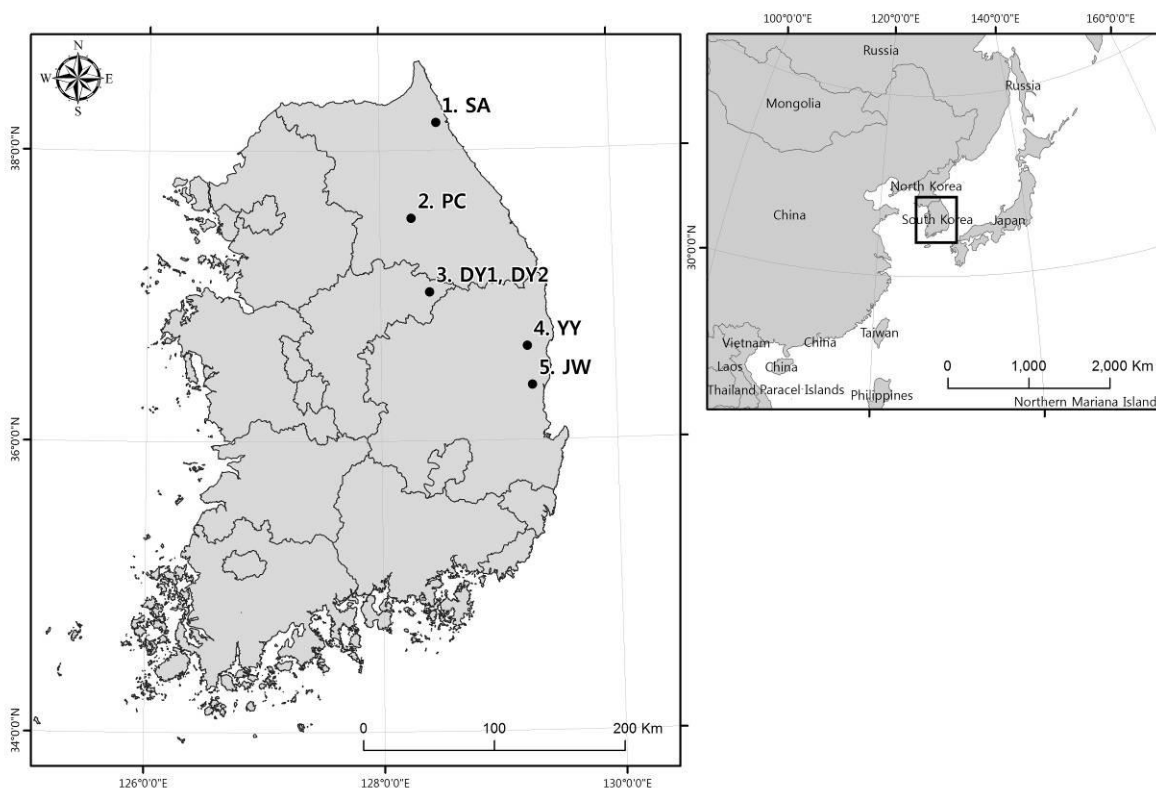 N
W E
S
1. SA
2. PC
3. DY1, DY2
4. YY
5. JW
38°0'0"N
36°0'0"N
34°0'0"N
0 100 200 Km
126°0'0"E 128°0'0"E 130°0'0"E
100°0'0"E 120°0'0"E 140°0'0"E 160°0'0"E
Russia
Russia
Mongolia
North Korea
China
South Korea
Japan
30°0'0"N
Taiwan
Vietnam
China
Laos
China
Thailand
Paracel Islands
Philippines
0 1,000 2,000 Km
Northern Mariana Island